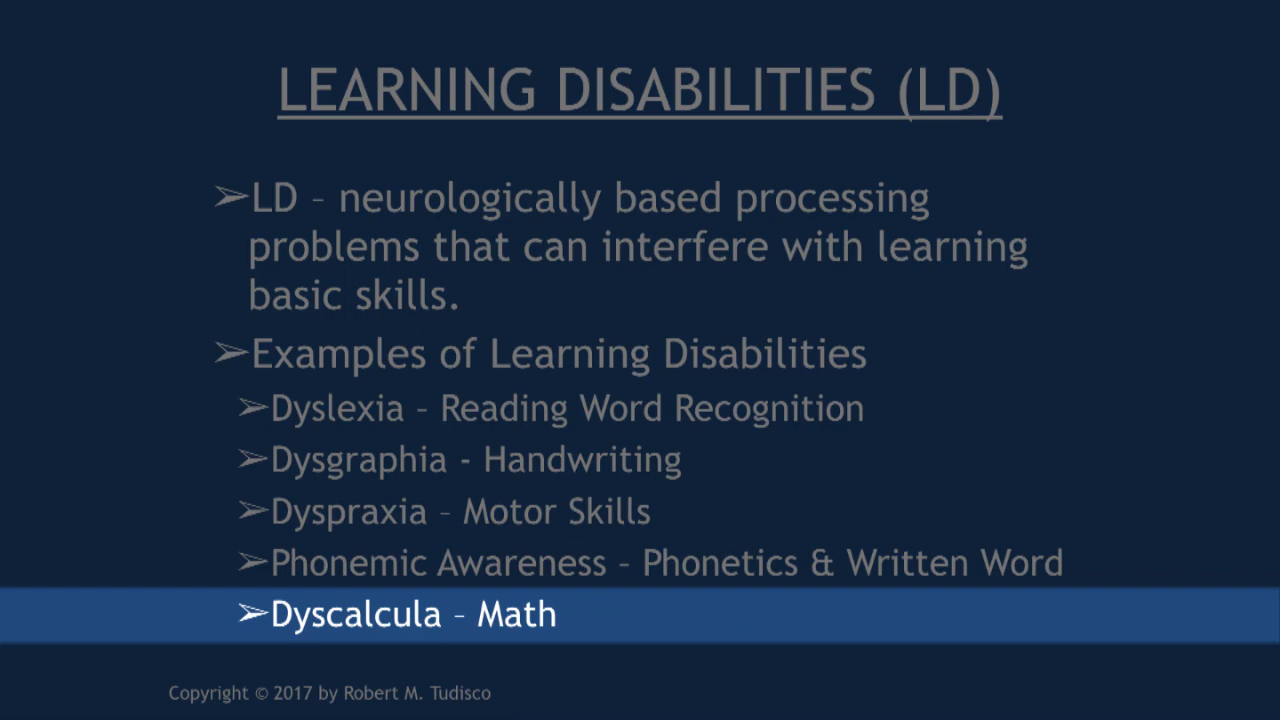 LEARNING DISABILITIES (LD)
➢LD – neurologically based processing
problems that can interfere with learning
basic skills.
➢Examples of Learning Disabilities
➢Dyslexia – Reading Word Recognition
➢Dysgraphia - Handwriting
➢Dyspraxia – Motor Skills
➢Phonemic Awareness – Phonetics & Written Word
➢Dyscalcula – Math
Copyright © 2017 by Robert M. Tudisco